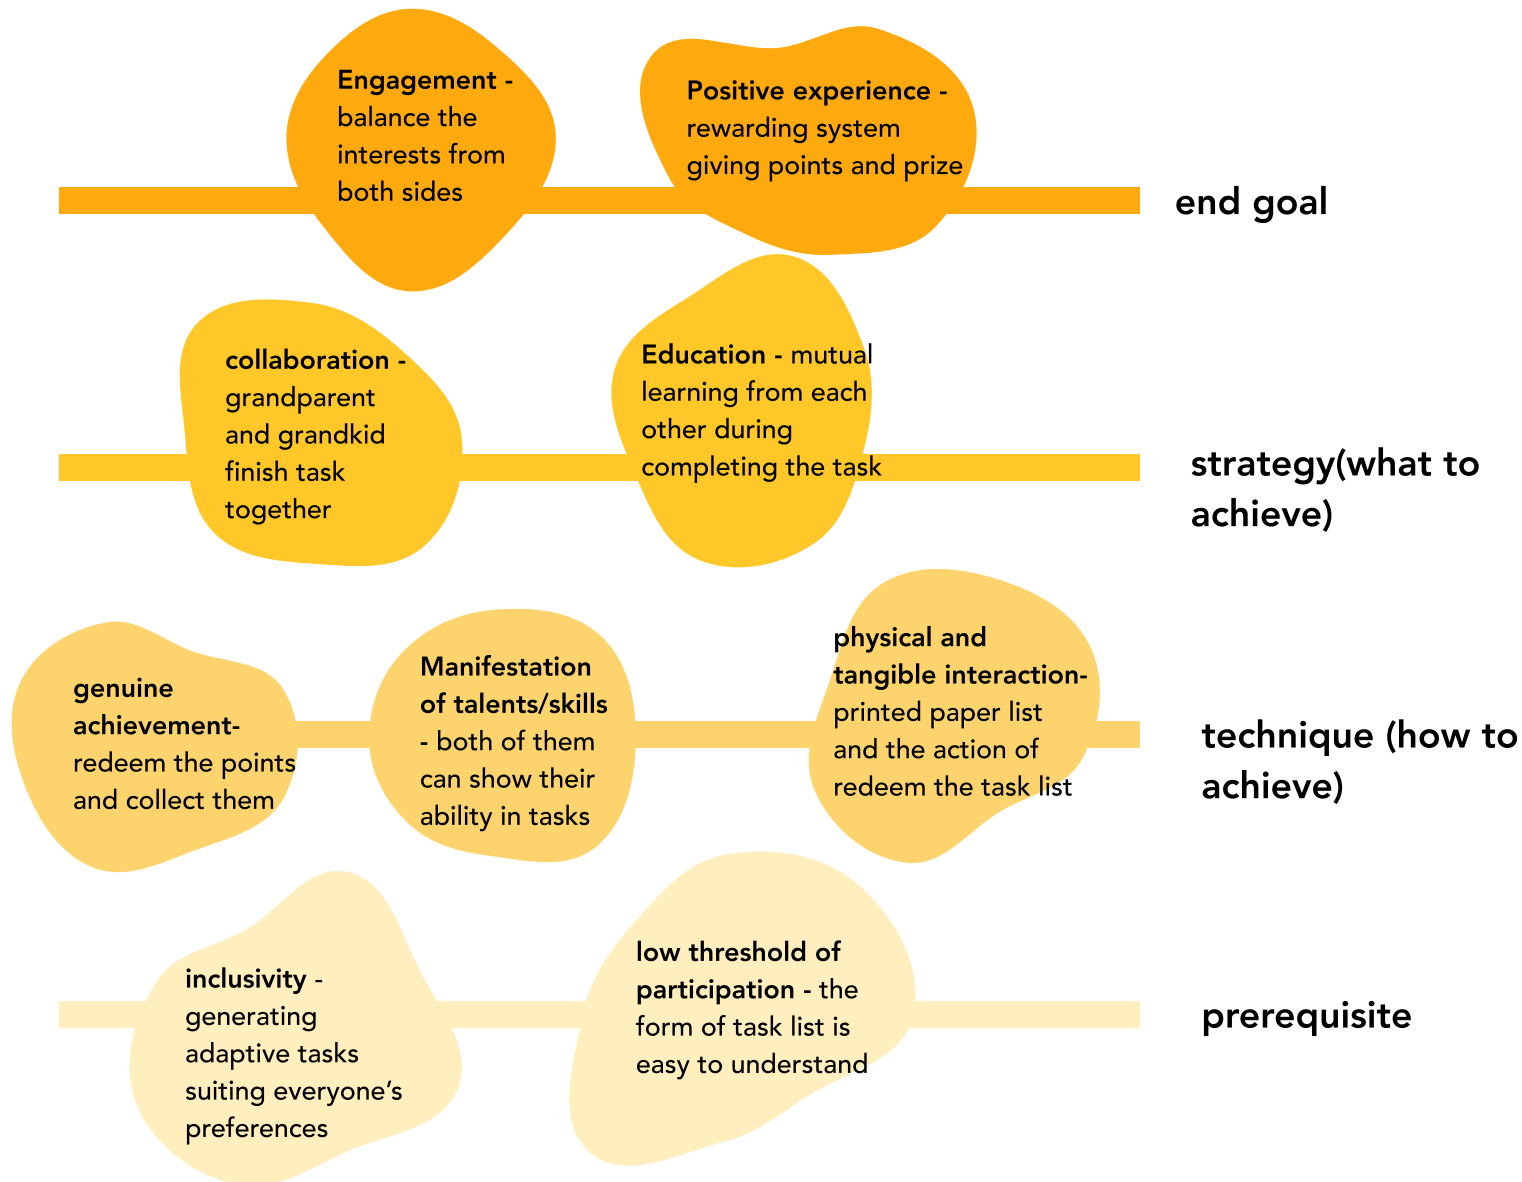 Engagement -
balance the
interests from
both sides
Positive experience -
rewarding system
giving points and prize
end goal
collaboration -
grandparent
and grandkid
finish task
together
Education - mutual
learning from each
other during
completing the task
strategy(what to
achieve)
genuine
achievement-
redeem the points
and collect them
Manifestation
of talents/skills
- both of them
can show their
ability in tasks
physical and
tangible interaction-
printed paper list
and the action of
redeem the task list
technique (how to
achieve)
inclusivity -
generating
adaptive tasks
suiting everyone’s
preferences
low threshold of
participation - the
form of task list is
easy to understand
prerequisite